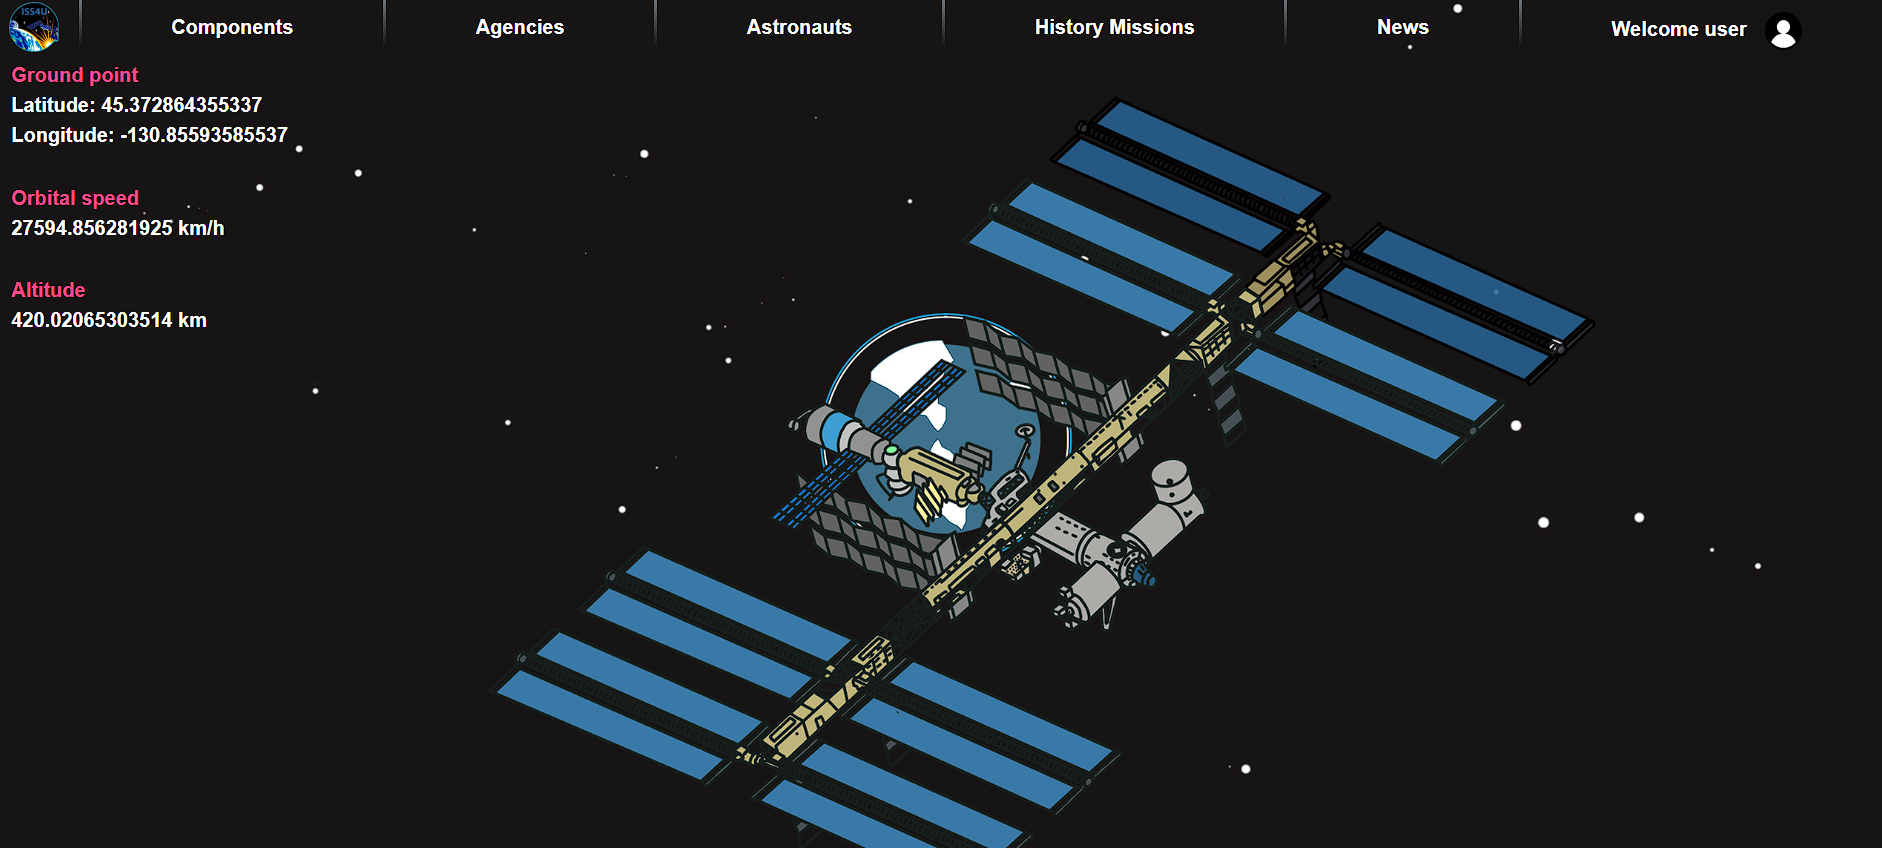 ISS4U
Components
Agencies
Astronauts
History Missions
News
Welcome user
Ground point
Latitude: 45.372864355337
Longitude: -130.85593585537
Orbital speed
27594.856281925 km/h
Altitude
420.02065303514 km